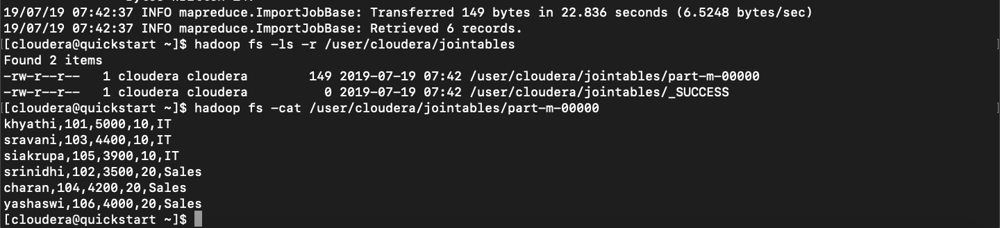 19/07/19 07:42:37 INFO mapreduce.ImportJobBase: Transferred 149 bytes in 22.836 seconds (6.5248 bytes/sec)
19/07/19 07:42:37 INFO mapreduce.ImportJobBase: Retrieved 6 records.
[cloudera@quickstart ~]$ hadoop fs -ls -r /user/cloudera/jointables
Found 2 items
-rw-r--r--   1 cloudera cloudera        149 2019-07-19 07:42 /user/cloudera/jointables/part-m-00000
-rw-r--r--   1 cloudera cloudera          0 2019-07-19 07:42 /user/cloudera/jointables/_SUCCESS
[cloudera@quickstart ~]$ hadoop fs -cat /user/cloudera/jointables/part-m-00000
khyathi,101,5000,10,IT
sravani,103,4400,10,IT
siakrupa,105,3900,10,IT
srinidhi,102,3500,20,Sales
charan,104,4200,20,Sales
yashaswi,106,4000,20,Sales
[cloudera@quickstart ~]$